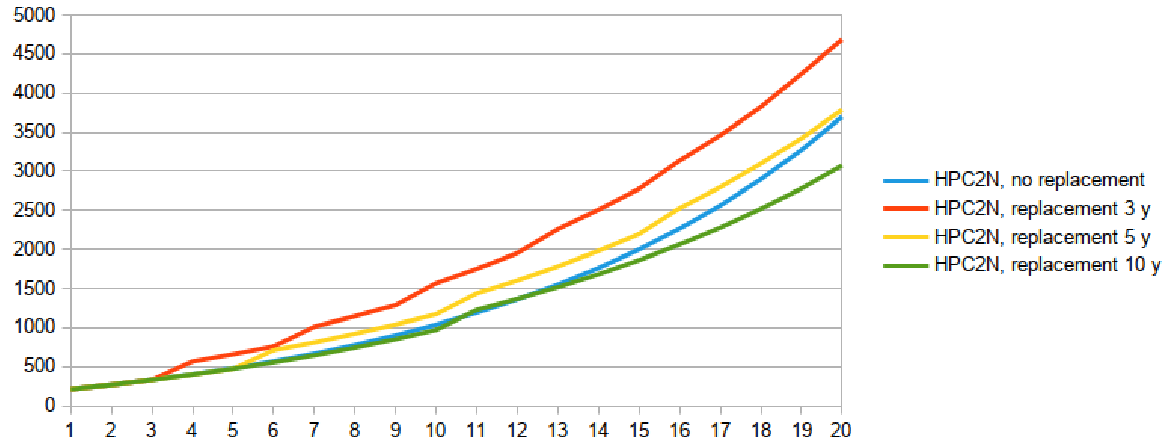 5000
4500
4000
3500
3000
2500
2000
1500
1000
500
0
1 2 3 4 5 6 7 8 9 10 11 12 13 14 15 16 17 18 19 20
HPC2N, no replacement
HPC2N, replacement 3 y
HPC2N, replacement 5 y
HPC2N, replacement 10 y